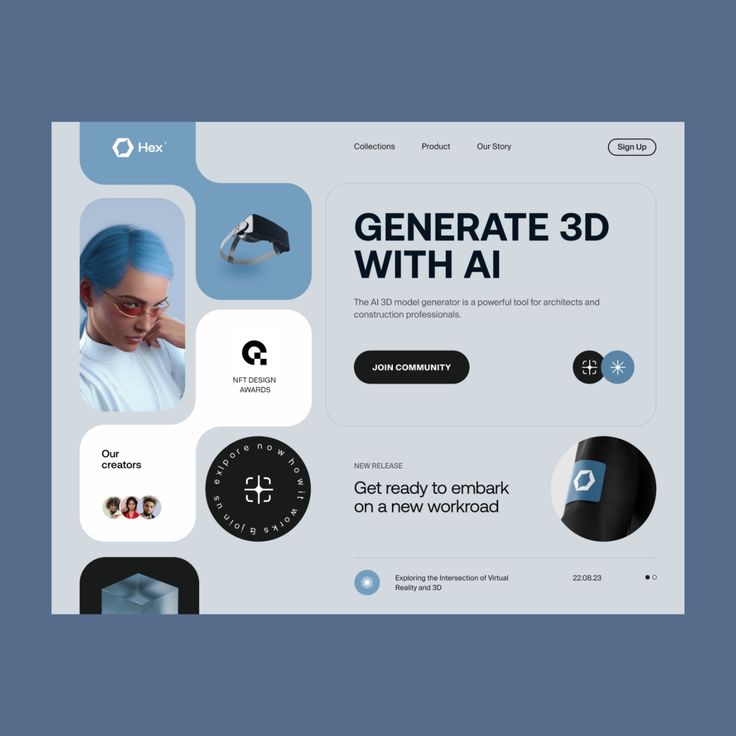 Hex
Collections
Product
Our Story
Sign Up
GENERATE 3D
WITH AI
The AI 3D model generator is a powerful tool for architects and
construction professionals.
JOIN COMMUNITY
NFT DESIGN
AWARDS
Our
creators
exlpore now how it works & join us
NEW RELEASE
Get ready to embark
on a new workroad
Exploring the Intersection of Virtual
Reality and 3D
22.08.23